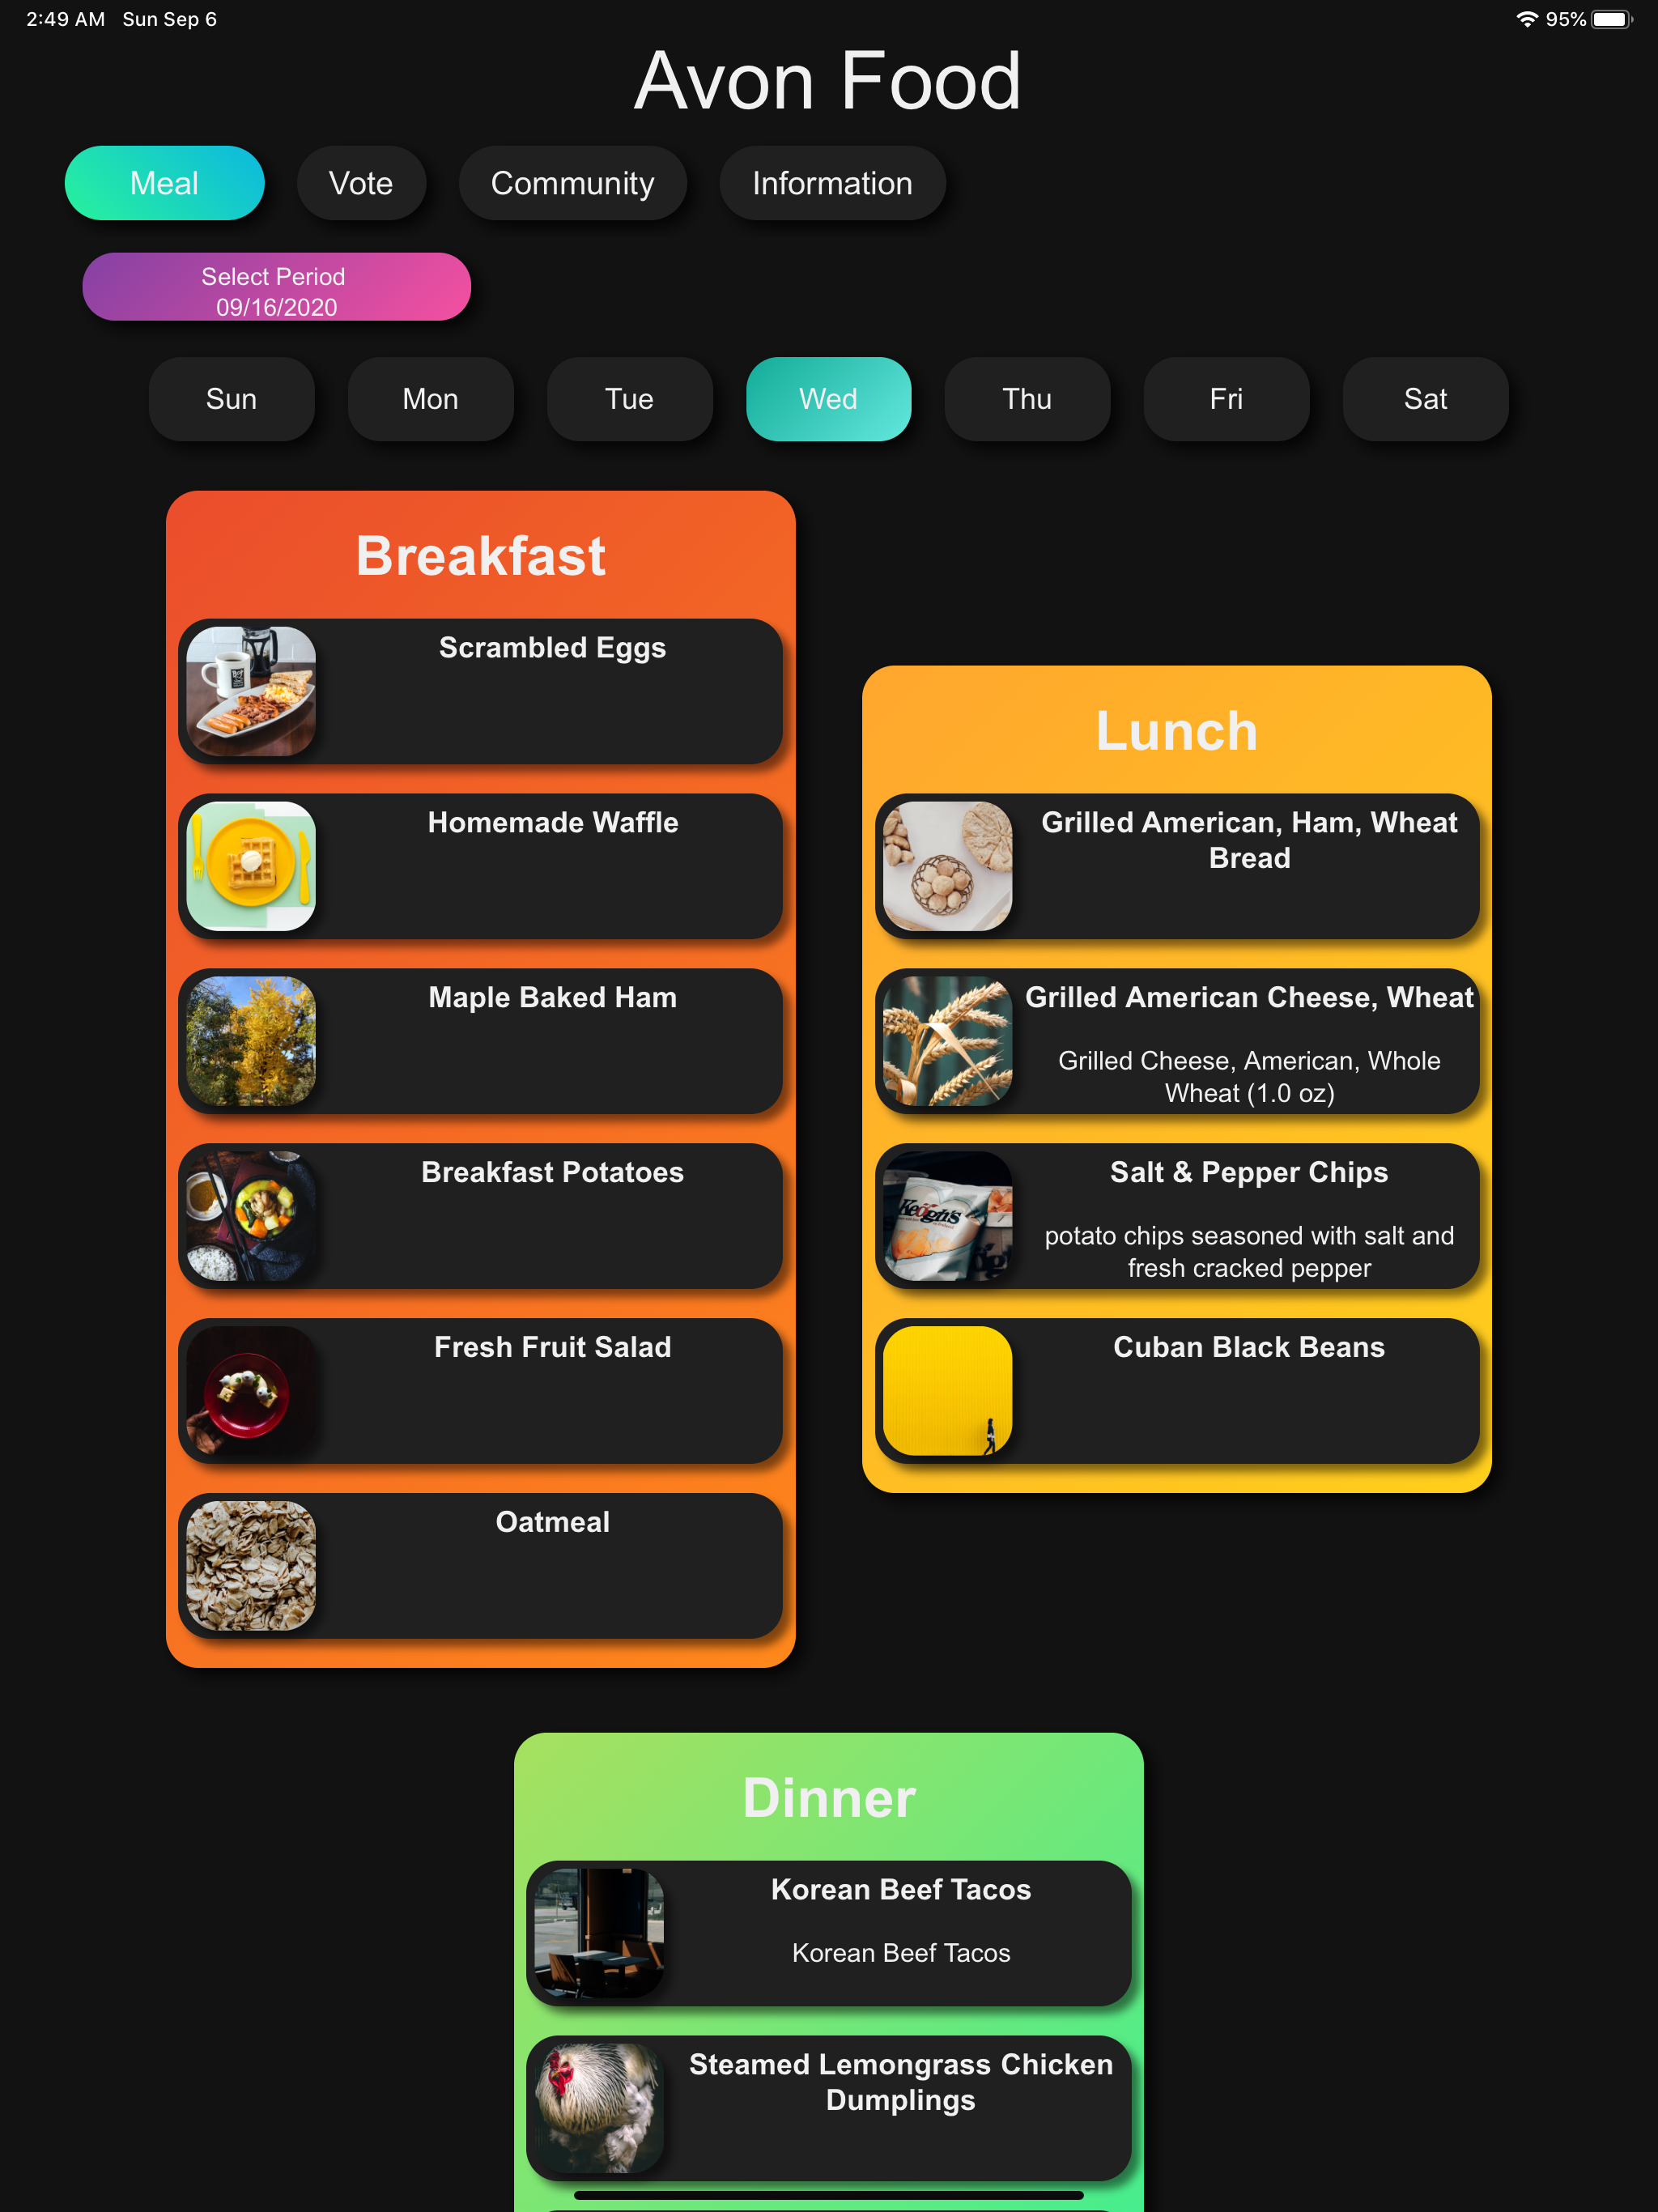 2:49 AM Sun Sep 6
95%
Avon Food
Meal
Vote
Community
Information
Select Period
09/16/2020
Sun
Mon
Tue
Wed
Thu
Fri
Sat
Breakfast
Scrambled Eggs
Homemade Waffle
Maple Baked Ham
Breakfast Potatoes
Fresh Fruit Salad
Oatmeal
Lunch
Grilled American, Ham, Wheat
Bread
Grilled American Cheese, Wheat
Grilled Cheese, American, Whole
Wheat (1.0 oz)
Keogh's
Salt & Pepper Chips
potato chips seasoned with salt and
fresh cracked pepper
Cuban Black Beans
Dinner
Korean Beef Tacos
Korean Beef Tacos
Steamed Lemongrass Chicken
Dumplings